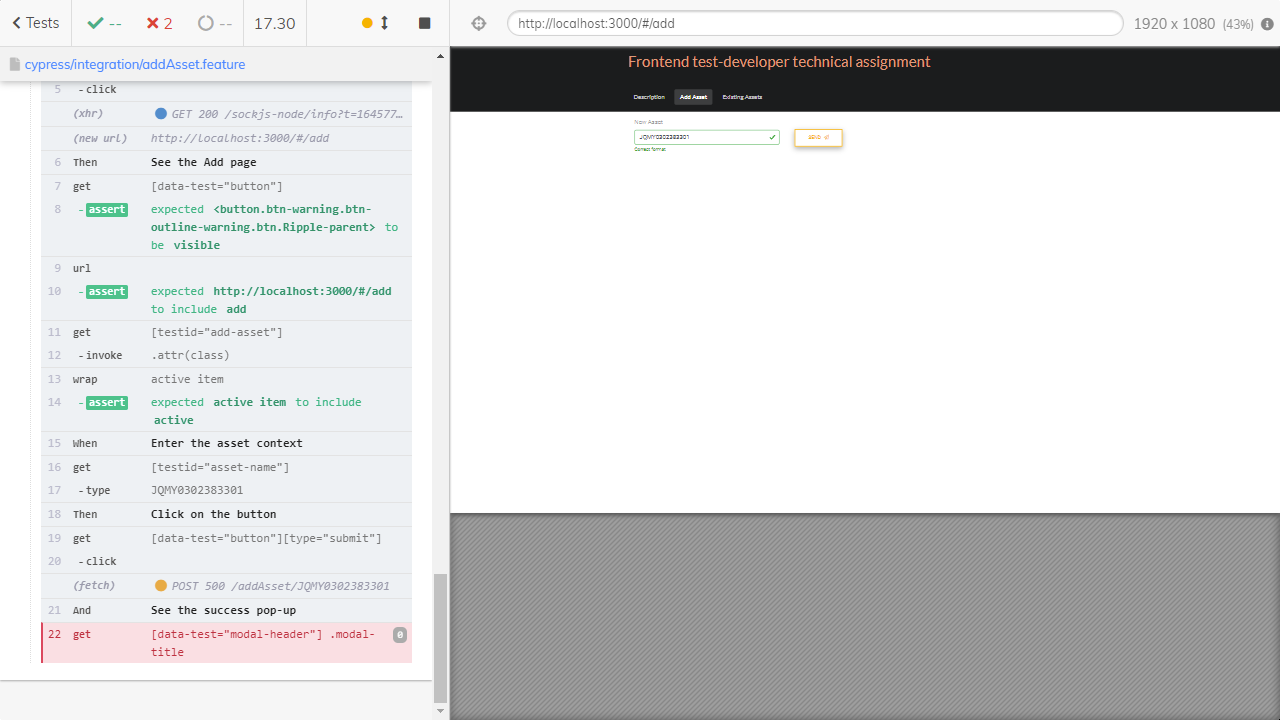 Tests
--
2
--
17.30
http://localhost:3000/#/add
1920 x 1080 (43%)
cypress/integration/addAsset.feature
5 - click
(xhr) GET 200 /sockjs-node/info?t=164577…
(new url) http://localhost:3000/#/add
6 Then See the Add page
7 get [data-test="button"]
8 - assert expected <button.btn-warning.btn-
outline-warning.btn.Ripple-parent> to
be visible
9 url
10 - assert expected http://localhost:3000/#/add
to include add
11 get [testid="add-asset"]
12 - invoke .attr(class)
13 wrap active item
14 - assert expected active item to include
active
15 When Enter the asset context
16 get [testid="asset-name"]
17 - type JQMY0302383301
18 Then Click on the button
19 get [data-test="button"][type="submit"]
20 - click
(fetch) POST 500 /addAsset/JQMY0302383301
21 And See the success pop-up
22 get [data-test="modal-header"] .modal-
title
0
Frontend test-developer technical assignment
Description Add Asset Existing Assets
New Asset
JQMY0302383301
SEND
Correct format